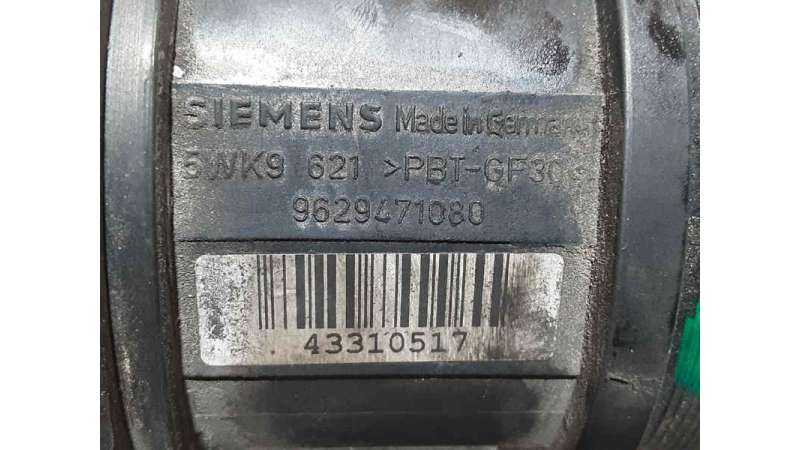 SIEMENS Made in Germany
5WK9 621 >PBT-GF30<
9629471080
43310517